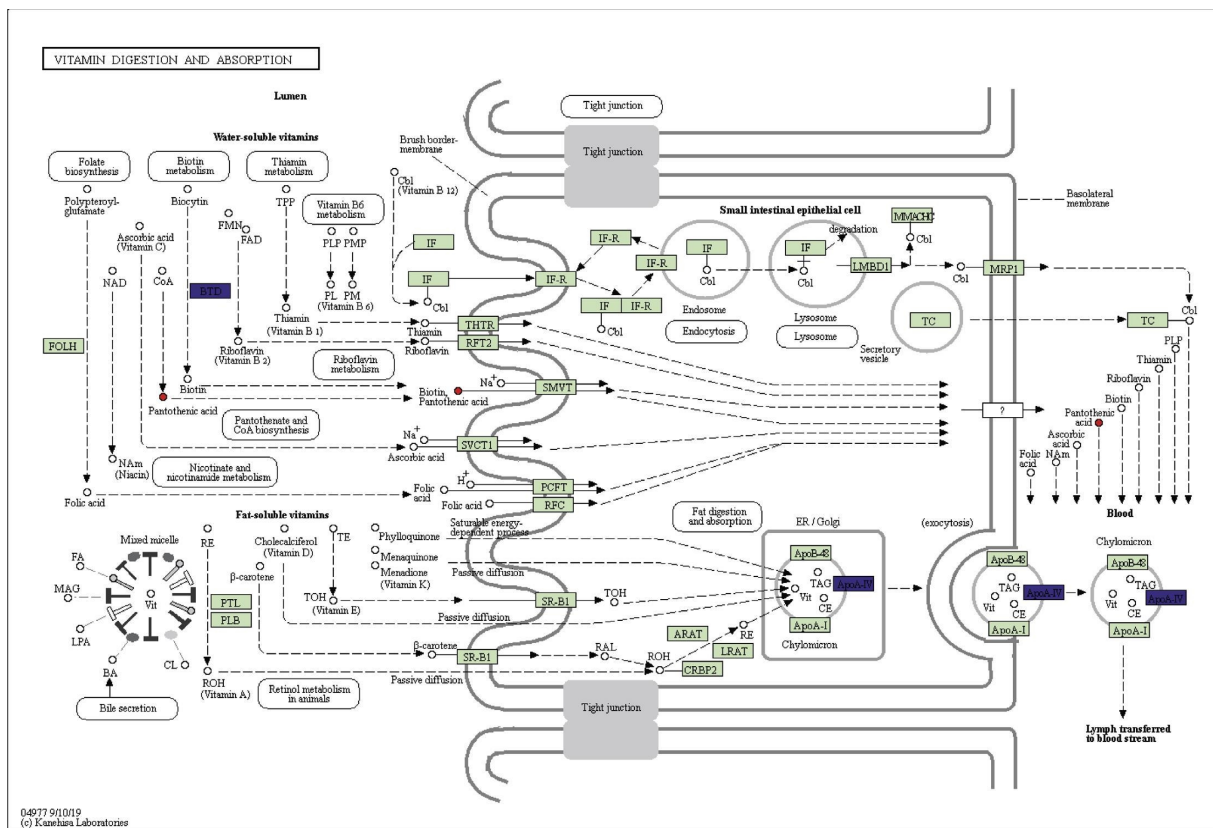 VITAMIN DIGESTION AND ABSORPTION
Lumen
Water-soluble vitamins
Folate
biosynthesis
Biotin
metabolism
Thiamin
metabolism
Vitamin B6
metabolism
Polypteroyl-
glutamate
Biocytin
TPP
FMN
FAD
PLP PMP
PL PM
(Vitamin B 6)
Ascorbic acid
(Vitamin C)
NAD
CoA
BTD
FOLH
Thiamin
(Vitamin B 1)
Riboflavin
(Vitamin B 2)
Riboflavin
metabolism
Biotin
Pantothenic acid
Pantothenate and
CoA biosynthesis
NAm
(Niacin)
Nicotinate and
nicotinamide metabolism
Folic acid
Brush border-
membrane
Cbl
(Vitamin B 12)
IF
IF
Cbl
Thiamin
THTR
Riboflavin
RFT2
Biotin,
Pantothenic acid
Na+
SMVT
Na+
Ascorbic acid
SVCT1
H+
Folic
acid
PCFT
Folic acid
RFC
Saturable energy-
dependent process
Tight junction
Tight junction
Small intestinal epithelial cell
IF-R
IF-R
IF-R
IF
IF-R
Cbl
IF
Cbl
Endosome
Endocytosis
IF
Cbl
degradation
Lysosome
Lysosome
LMBD1
MMACHC
Cbl
Cbl
MRP1
TC
Secretory
vesicle
Basolateral
membrane
?
TC
Cbl
PLP
Thiamin
Riboflavin
Biotin
Pantothenic
acid
Ascorbic
acid
NAm
Folic
acid
Blood
Fat-soluble vitamins
Mixed micelle
FA
MAG
LPA
BA
CL
Vit
Bile secretion
RE
PTL
PLB
ROH
(Vitamin A)
Cholecalciferol
(Vitamin D)
β-carotene
TE
TOH
(Vitamin E)
Phylloquinone
Menaquinone
Menadione
(Vitamin K)
Retinol metabolism
in animals
Passive diffusion
Passive diffusion
Passive diffusion
SR-B1
TOH
β-carotene
SR-B1
RAL
ROH
ARAT
LRAT
CRBP2
RE
Fat digestion
and absorption
ER / Golgi
ApoB-48
TAG
ApoA-IV
Vit
CE
ApoA-I
Chylomicron
(exocytosis)
ApoB-48
TAG
ApoA-IV
Vit
CE
ApoA-I
Chylomicron
ApoB-48
TAG
ApoA-IV
Vit
CE
ApoA-I
Tight junction
Lymph transferred
to blood stream
04977 9/10/19
(c) Kanehisa Laboratories